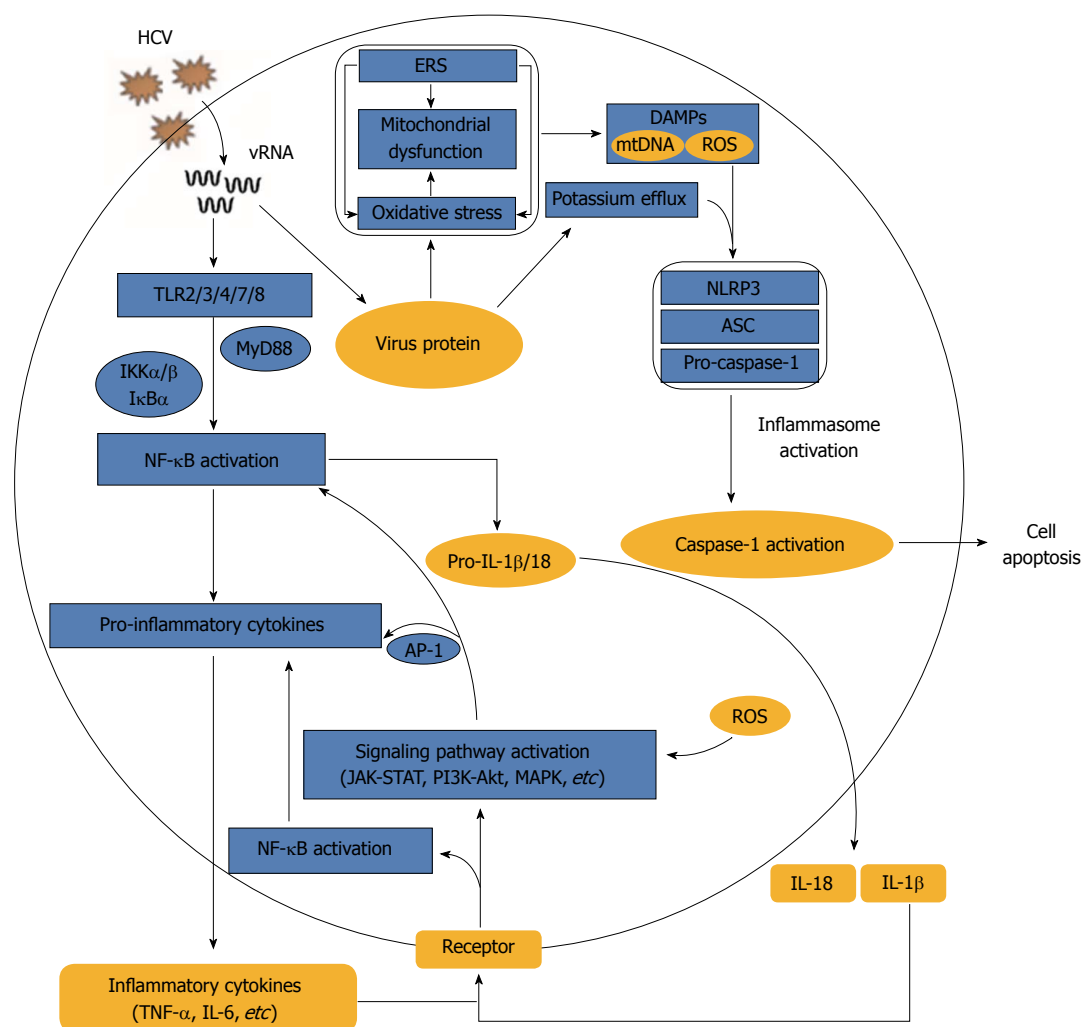 HCV
vRNA
ERS
Mitochondrial
dysfunction
Oxidative stress
DAMPs
mtDNA
ROS
Potassium efflux
TLR2/3/4/7/8
MyD88
IKKα/β
IκBα
Virus protein
NLRP3
ASC
Pro-caspase-1
Inflammasome
activation
NF-κB activation
Pro-IL-1β/18
Caspase-1 activation
Cell
apoptosis
Pro-inflammatory cytokines
AP-1
ROS
Signaling pathway activation
(JAK-STAT, PI3K-Akt, MAPK, etc)
NF-κB activation
IL-18
IL-1β
Receptor
Inflammatory cytokines
(TNF-α, IL-6, etc)